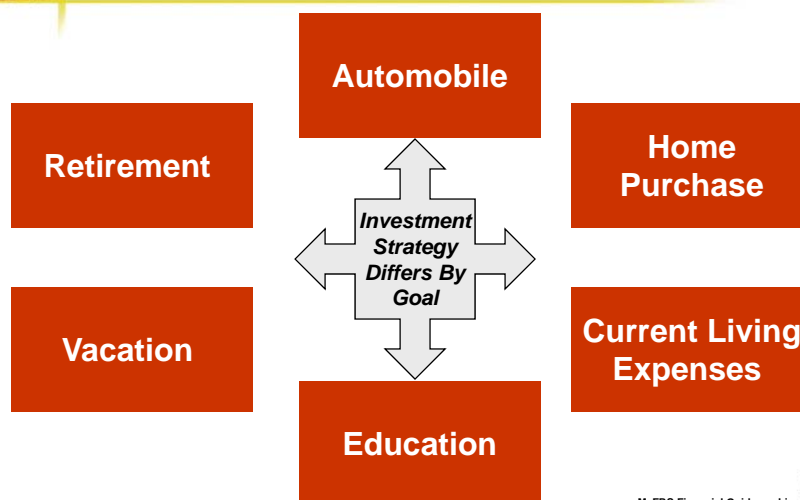 Automobile
Retirement
Home
Purchase
Investment
Strategy
Differs By
Goal
Vacation
Current Living
Expenses
Education